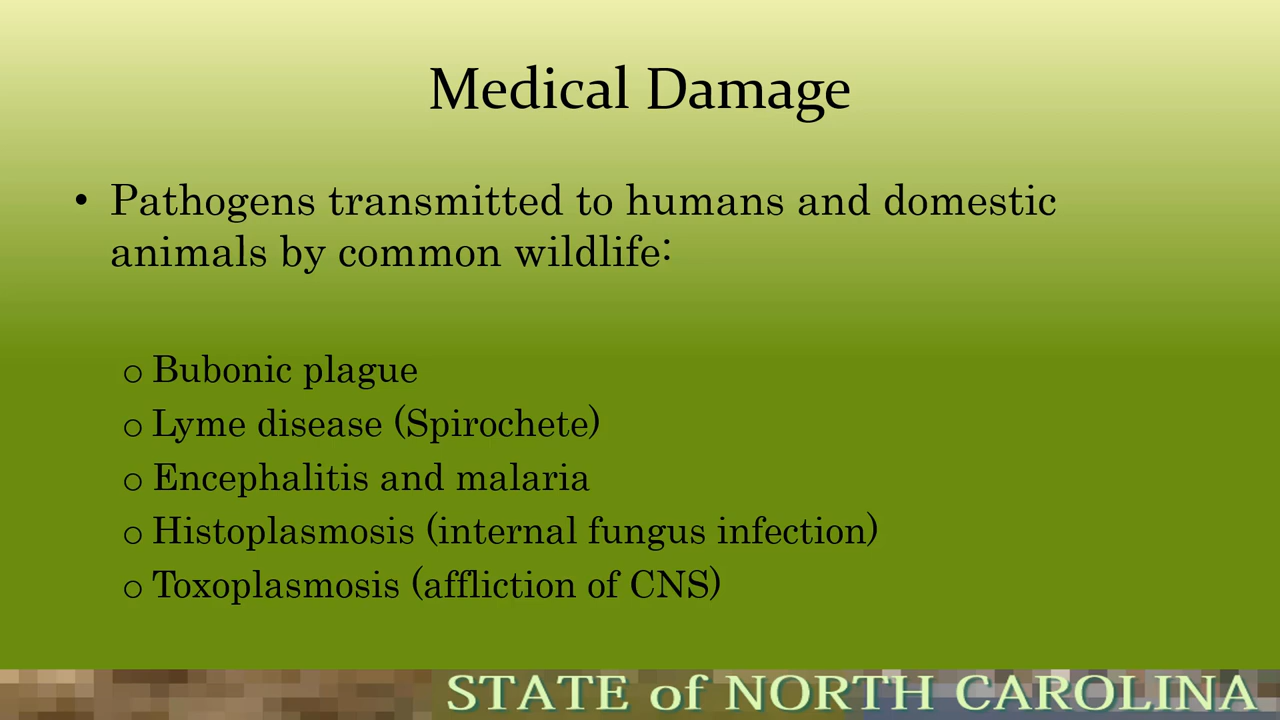 Medical Damage
• Pathogens transmitted to humans and domestic
animals by common wildlife:
o Bubonic plague
o Lyme disease (Spirochete)
o Encephalitis and malaria
o Histoplasmosis (internal fungus infection)
o Toxoplasmosis (affliction of CNS)
STATE of NORTH CAROLINA